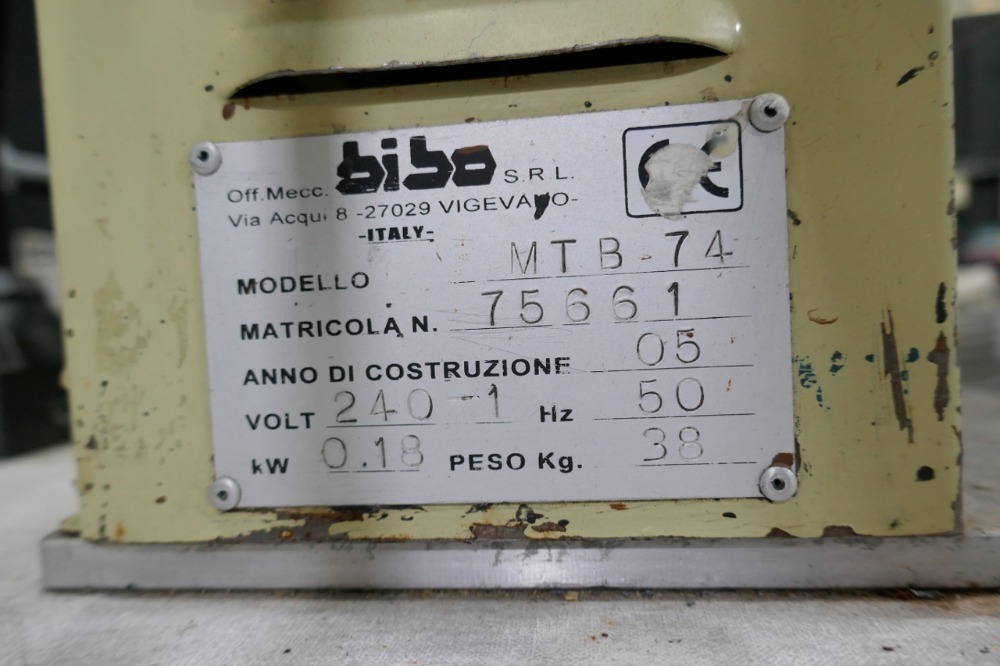 Off.Mecc. bibo S.R.L. CE
Via Acqui 8 -27029 VIGEVANO-
-ITALY-
MODELLO MTB 74
MATRICOLA N. 75661
ANNO DI COSTRUZIONE 05
VOLT 240-1 Hz 50
kW 0.18 PESO Kg. 38